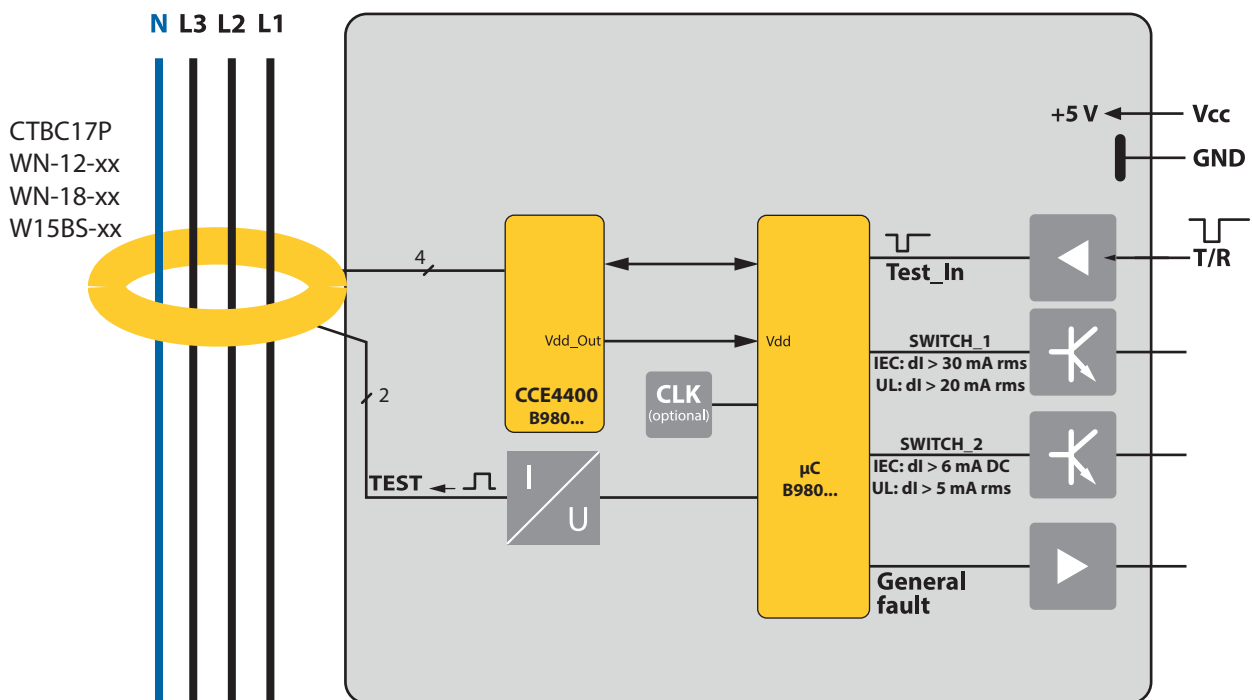 N L3 L2 L1
CTBC17P
WN-12-xx
WN-18-xx
W15BS-xx
+5 V
Vcc
GND
4
Test_In
T/R
Vdd_Out
Vdd
SWITCH_1
IEC: dI > 30 mA rms
UL: dI > 20 mA rms
CCE4400
B980...
CLK
(optional)
2
SWITCH_2
IEC: dI > 6 mA DC
UL: dI > 5 mA rms
µC
B980...
TEST
I
U
General
fault